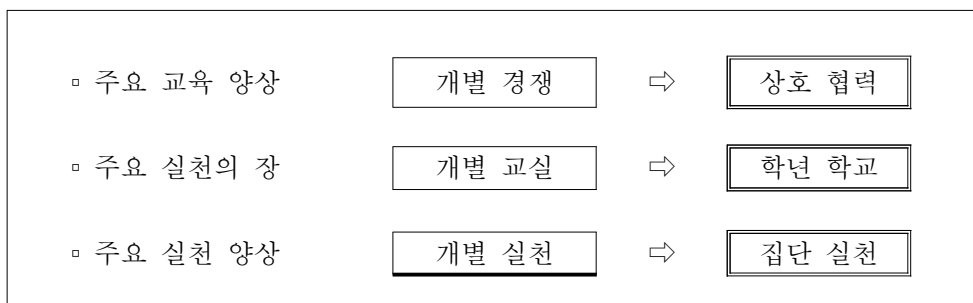 ▫ 주요 교육 양상 개별 경쟁 ⇨ 상호 협력
▫ 주요 실천의 장 개별 교실 ⇨ 학년 학교
▫ 주요 실천 양상 개별 실천 ⇨ 집단 실천